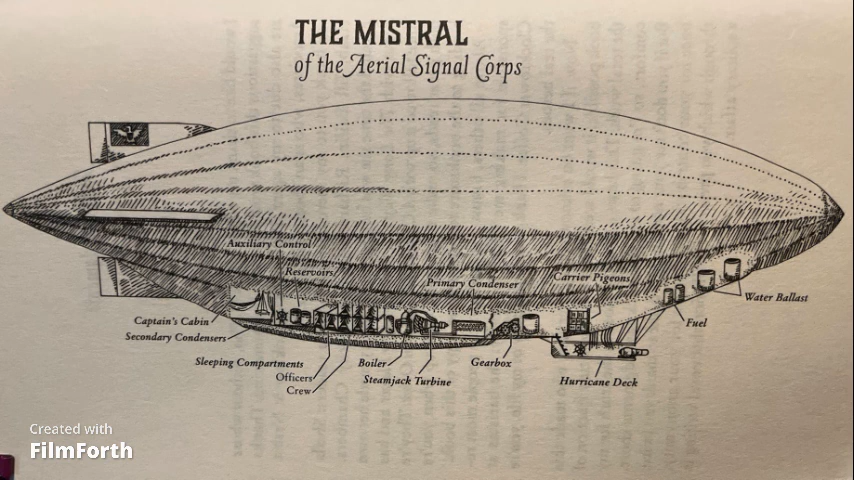 THE MISTRAL
of the Aerial Signal Corps
Auxiliary Control
Reservoirs
Primary Condenser
Carrier Pigeons
Water Ballast
Captain's Cabin
Fuel
Secondary Condensers
Sleeping Compartments
Boiler
Gearbox
Officers
Steamjack Turbine
Hurricane Deck
Crew
Created with
FilmForth